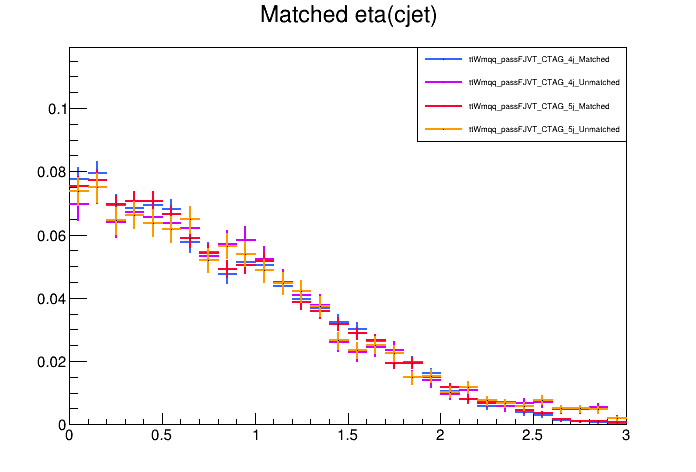 Matched eta(cjet)
ttWmqq_passFJVT_CTAG_4j_Matched
ttWmqq_passFJVT_CTAG_4j_Unmatched
ttWmqq_passFJVT_CTAG_5j_Matched
ttWmqq_passFJVT_CTAG_5j_Unmatched
0.1
0.08
0.06
0.04
0.02
0
0 0.5 1 1.5 2 2.5 3